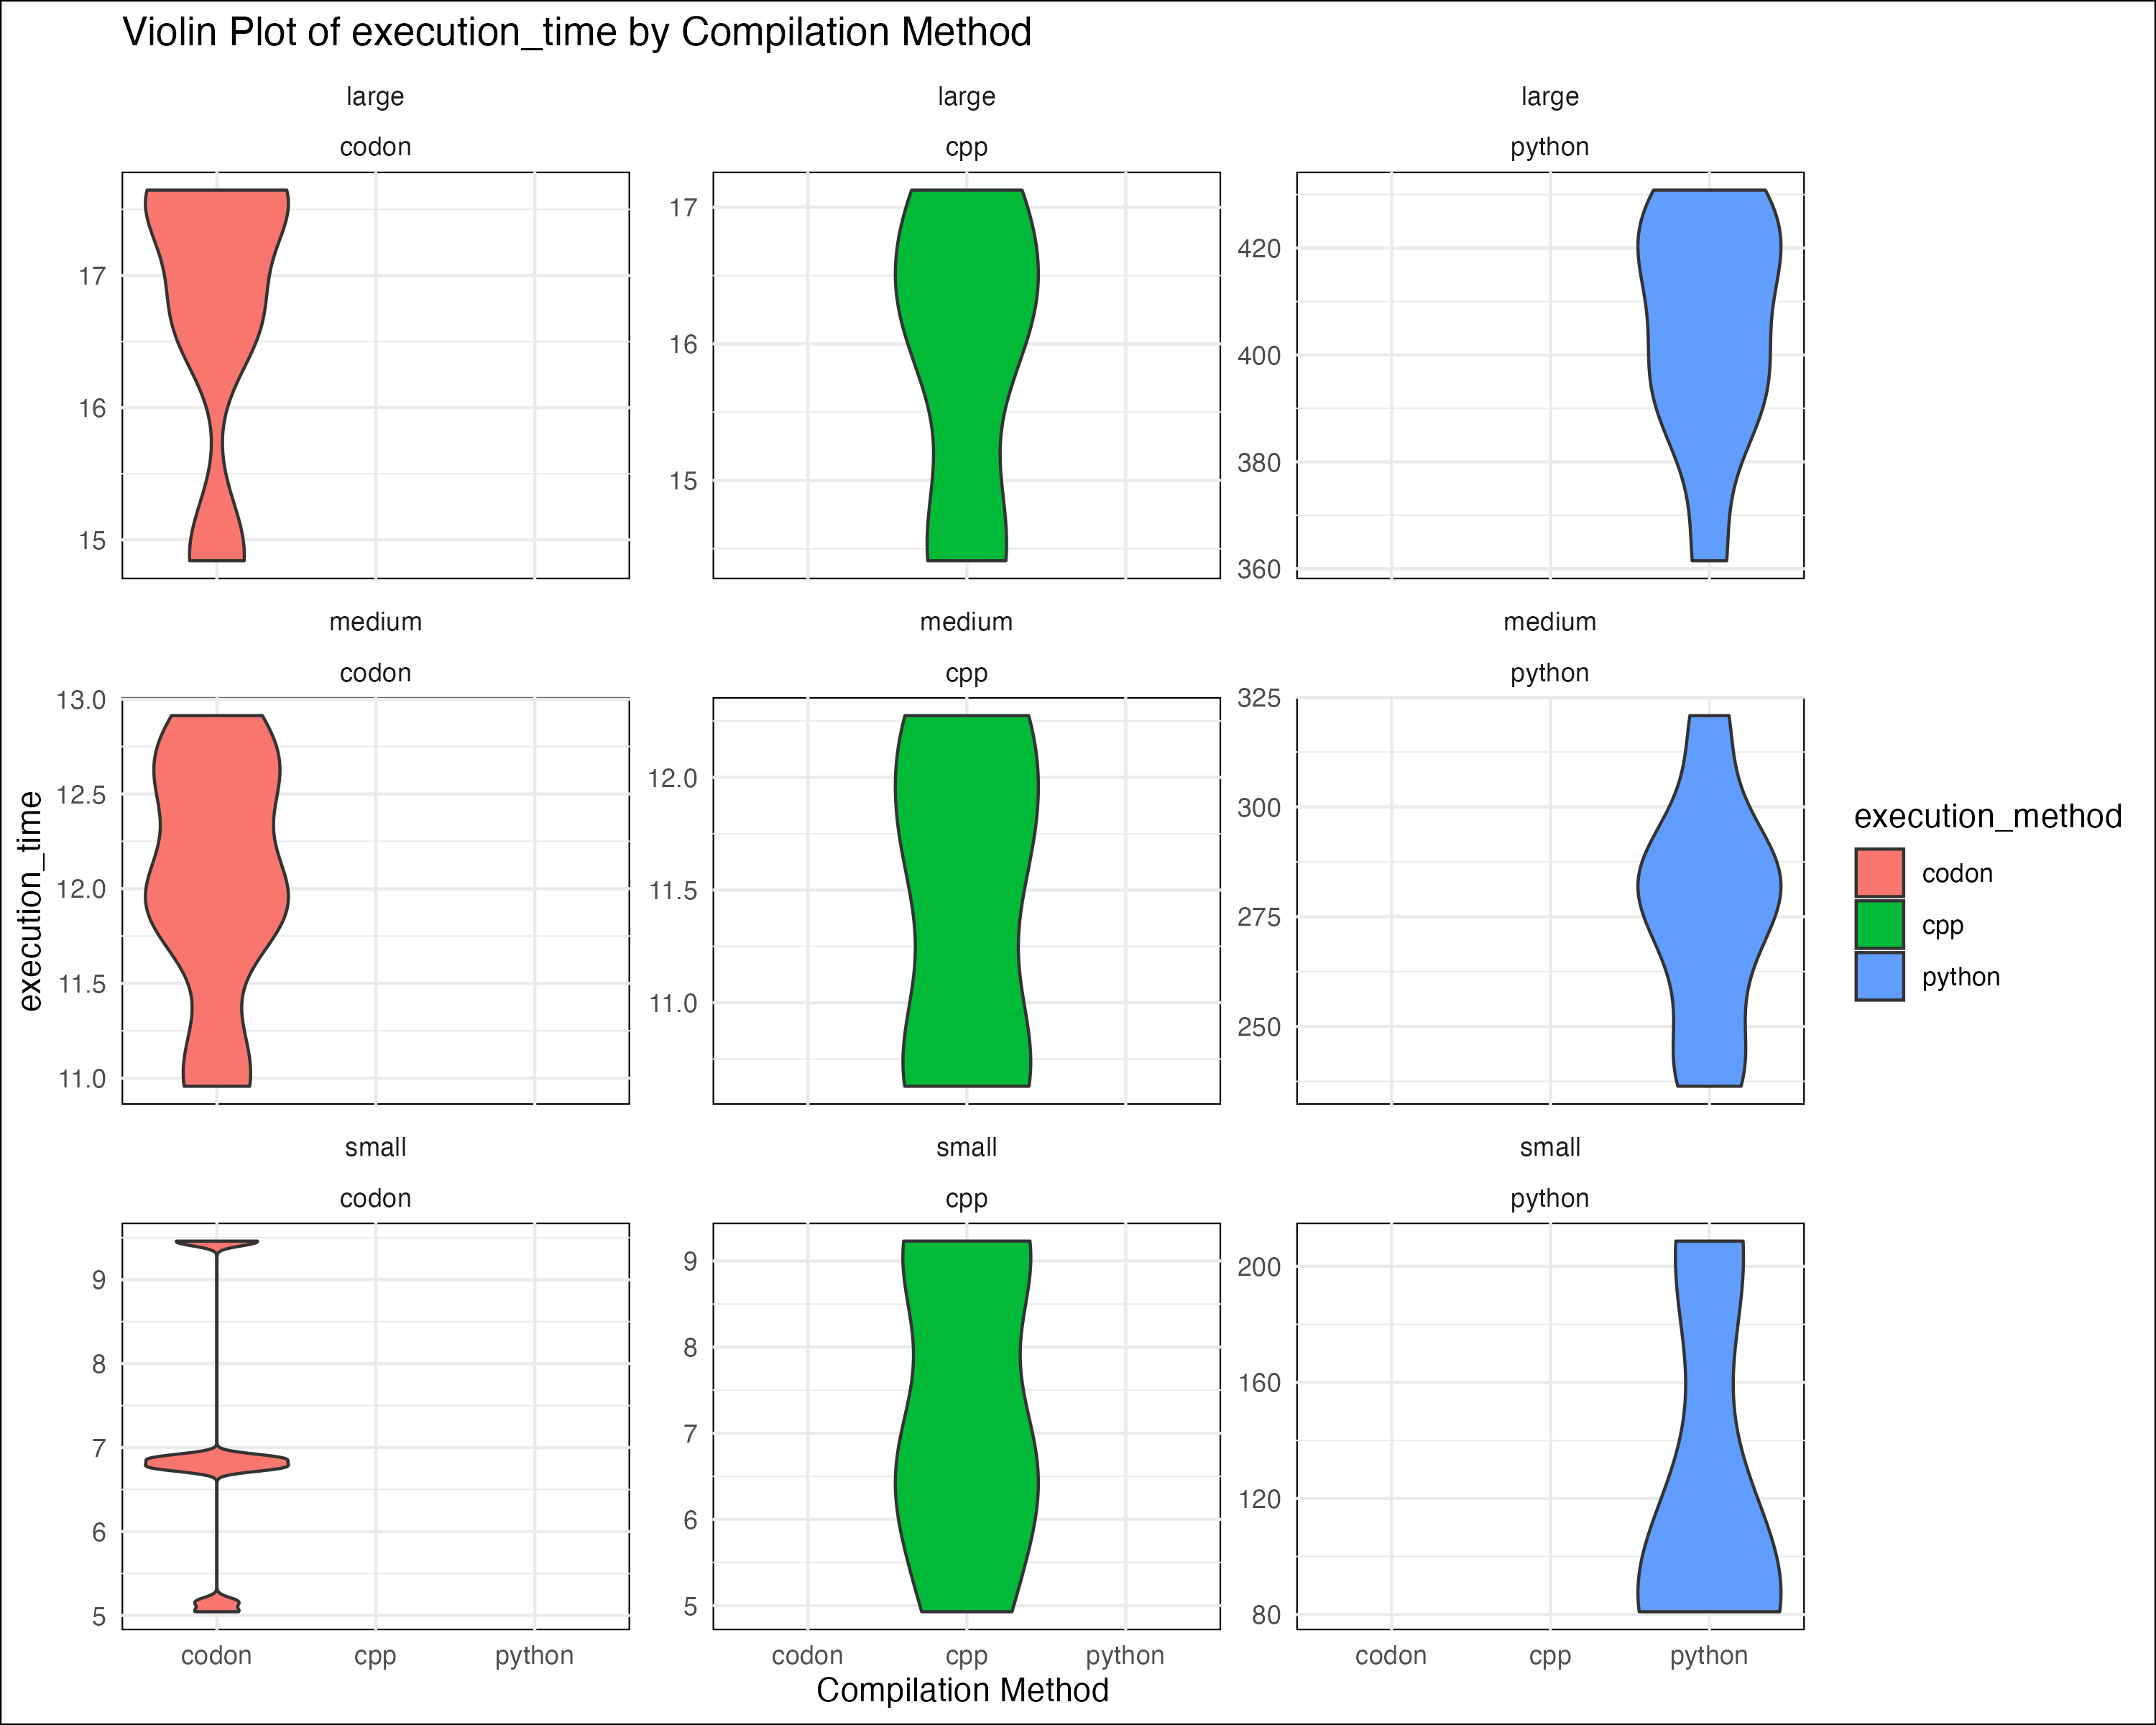 Violin Plot of execution_time by Compilation Method
large
codon
17
16
15
large
cpp
17
16
15
large
python
420
400
380
360
medium
codon
13.0
12.5
12.0
11.5
11.0
medium
cpp
12.0
11.5
11.0
medium
python
325
300
275
250
small
codon
9
8
7
6
5
small
cpp
9
8
7
6
5
small
python
200
160
120
80
codon cpp python
codon cpp python
codon cpp python
Compilation Method
execution_time
execution_method
codon
cpp
python